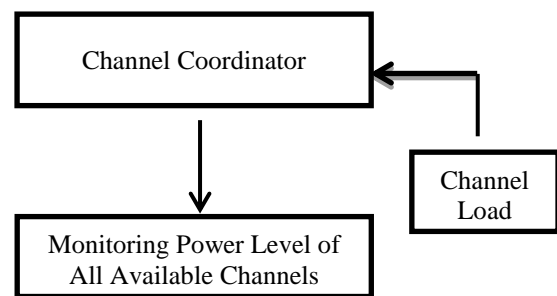 Channel Coordinator
Channel
Load
Monitoring Power Level of
All Available Channels